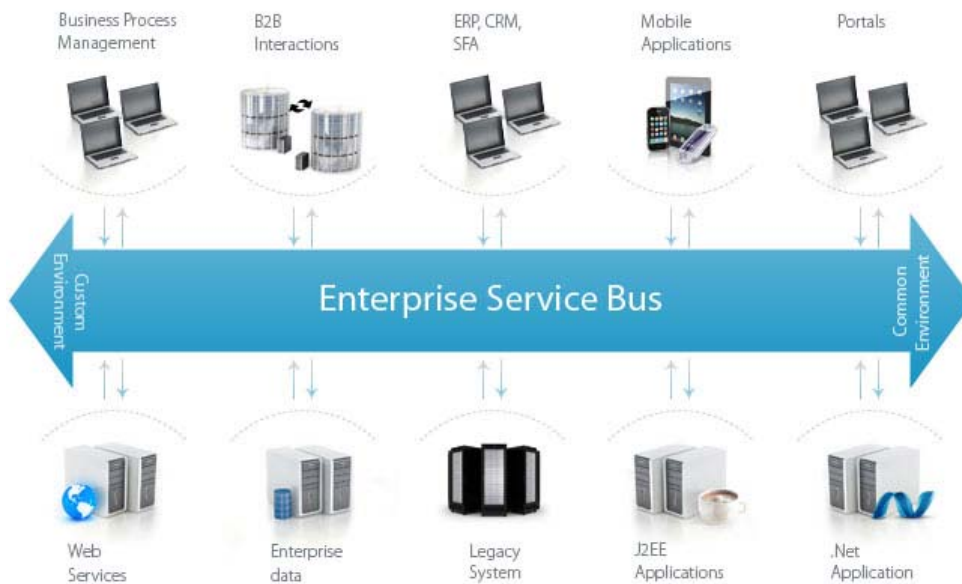 Business Process
Management
B2B
Interactions
ERP, CRM,
SFA
Mobile
Applications
Portals
Custom
Environment
Enterprise Service Bus
Common
Environment
Web
Services
Enterprise
data
Legacy
System
J2EE
Applications
.Net
Application